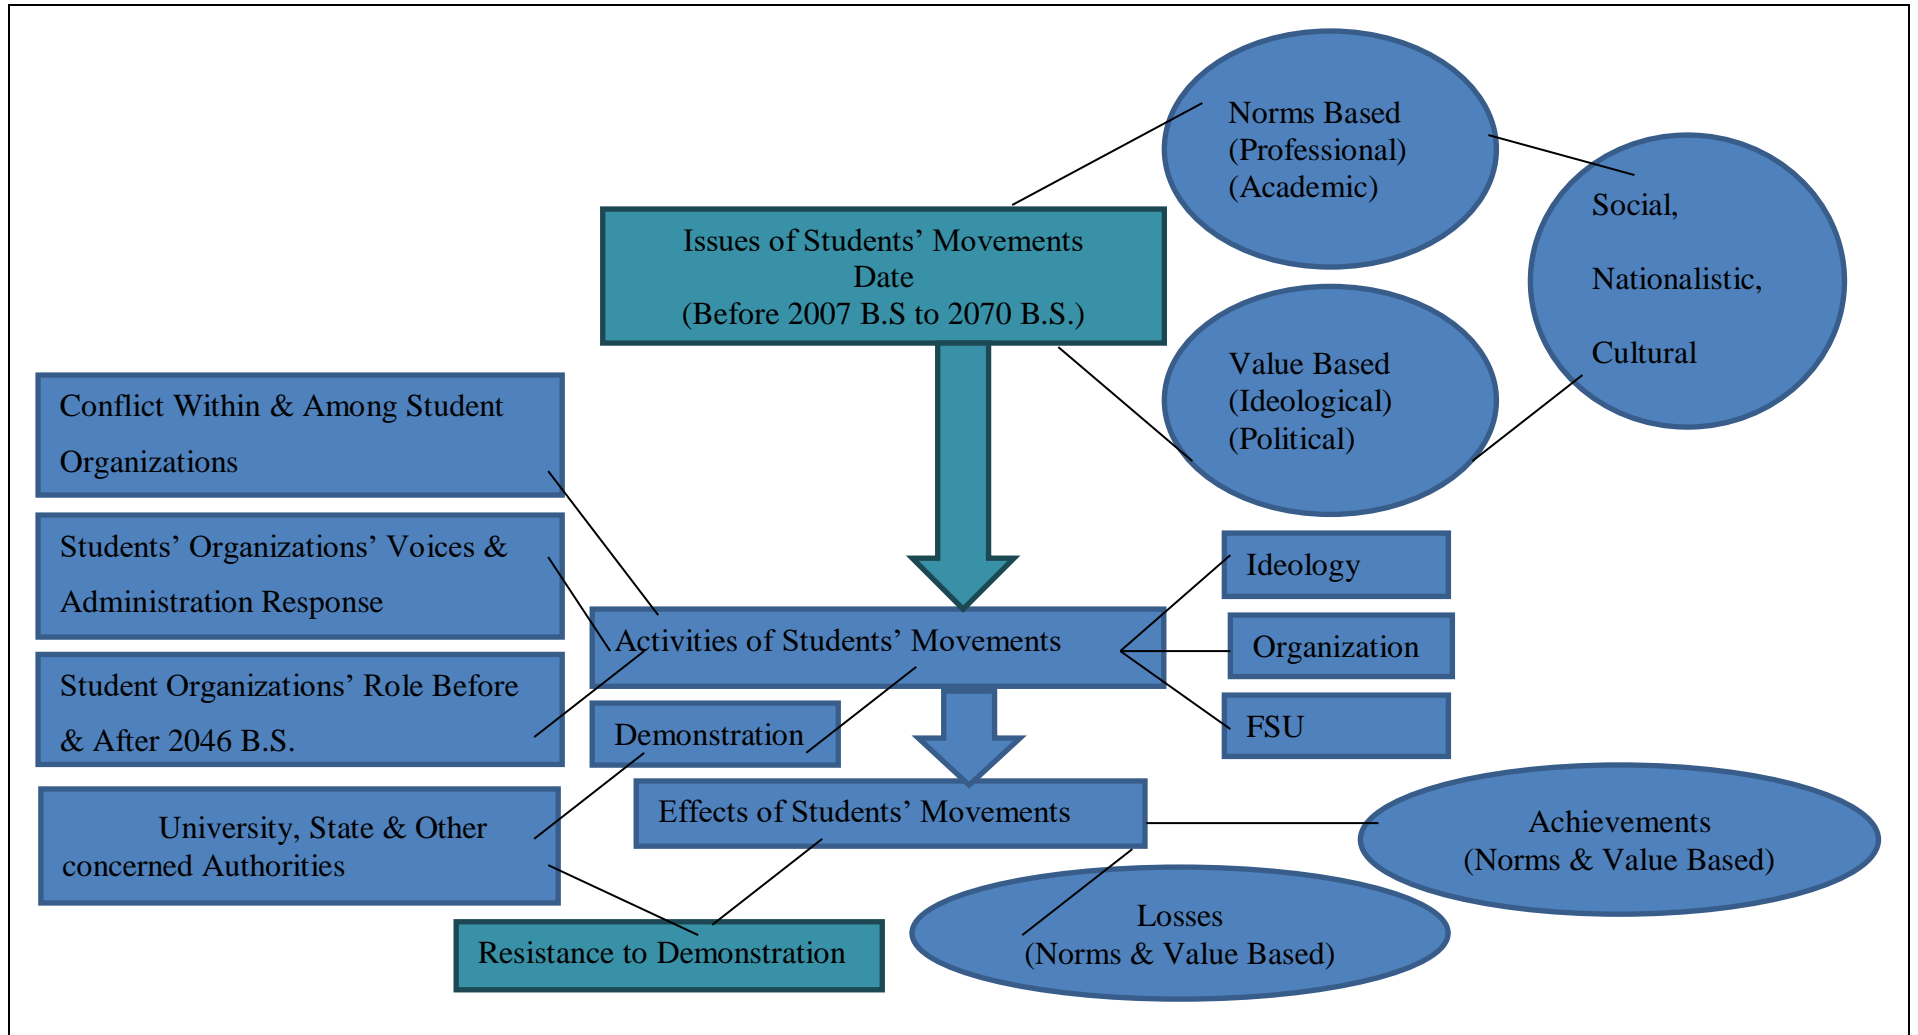 Norms Based
(Professional)
(Academic)
Social,
Nationalistic,
Cultural
Issues of Students’ Movements
Date
(Before 2007 B.S to 2070 B.S.)
Value Based
(Ideological)
(Political)
Conflict Within & Among Student
Organizations
Students’ Organizations’ Voices &
Administration Response
Student Organizations’ Role Before
& After 2046 B.S.
Activities of Students’ Movements
Ideology
Organization
FSU
Demonstration
University, State & Other
concerned Authorities
Effects of Students’ Movements
Achievements
(Norms & Value Based)
Losses
(Norms & Value Based)
Resistance to Demonstration